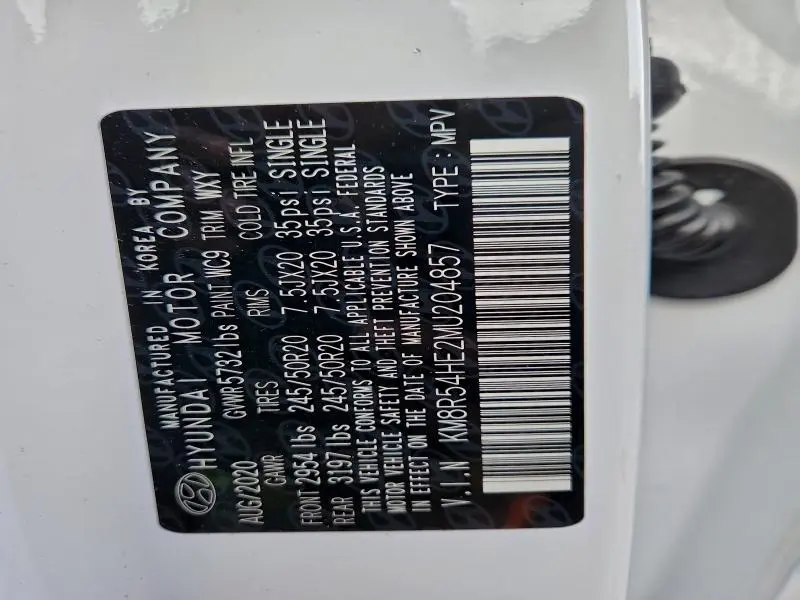 MANUFACTURED IN KOREA BY
HYUNDAI MOTOR COMPANY
AUG/2020 GVWR 5732 lbs PAINT WC9 TRIM WXY
GAWR TIRES RIMS COLD TIRE INFL
FRONT 2954 lbs 245/50R20 7.5JX20 35psi SINGLE
REAR 3197 lbs 245/50R20 7.5JX20 35psi SINGLE
THIS VEHICLE CONFORMS TO ALL APPLICABLE U.S.A. FEDERAL
MOTOR VEHICLE SAFETY AND THEFT PREVENTION STANDARDS
IN EFFECT ON THE DATE OF MANUFACTURE SHOWN ABOVE
V.I.N KM8R54HE2MU204857 TYPE : MPV